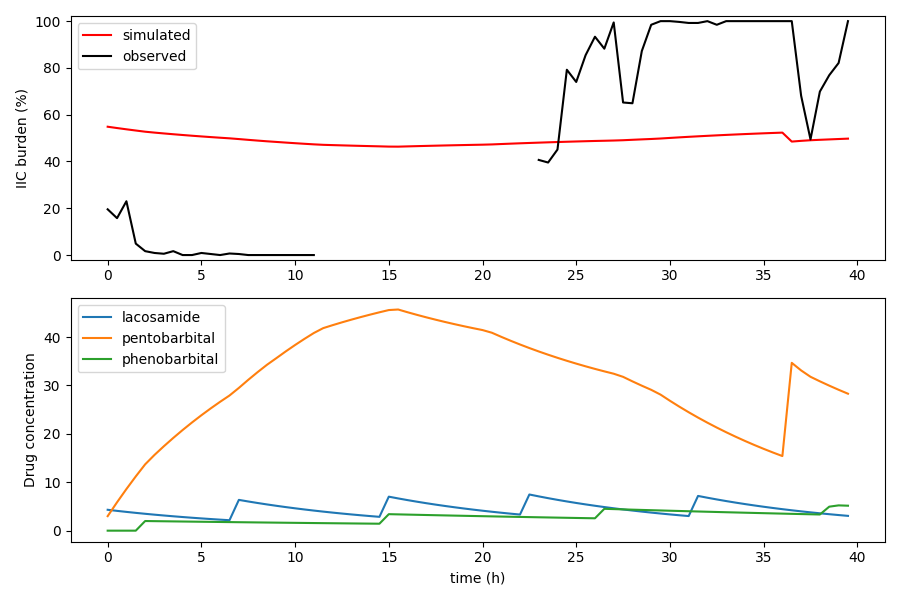 IIC burden (%)
100
80
60
40
20
0
simulated
observed
0 5 10 15 20 25 30 35 40
Drug concentration
40
30
20
10
0
lacosamide
pentobarbital
phenobarbital
0 5 10 15 20 25 30 35 40
time (h)